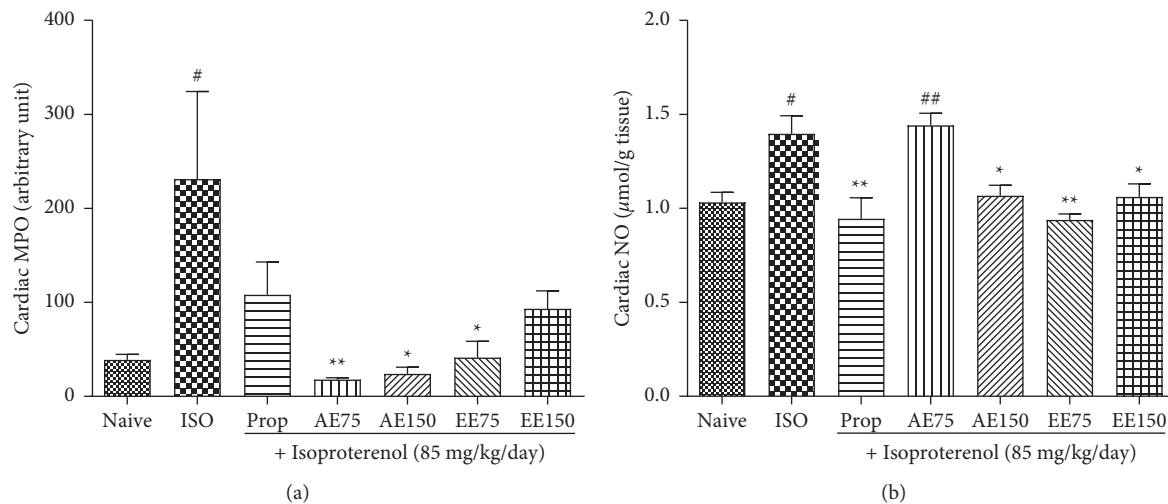 400
300
200
100
0
Cardiac MPO (arbitrary unit)
#
**
*
*
Naive ISO Prop AE75 AE150 EE75 EE150
+ Isoproterenol (85 mg/kg/day)
(a)
2.0
1.5
1.0
0.5
0.0
Cardiac NO (μmol/g tissue)
#
**
##
*
**
*
Naive ISO Prop AE75 AE150 EE75 EE150
+ Isoproterenol (85 mg/kg/day)
(b)